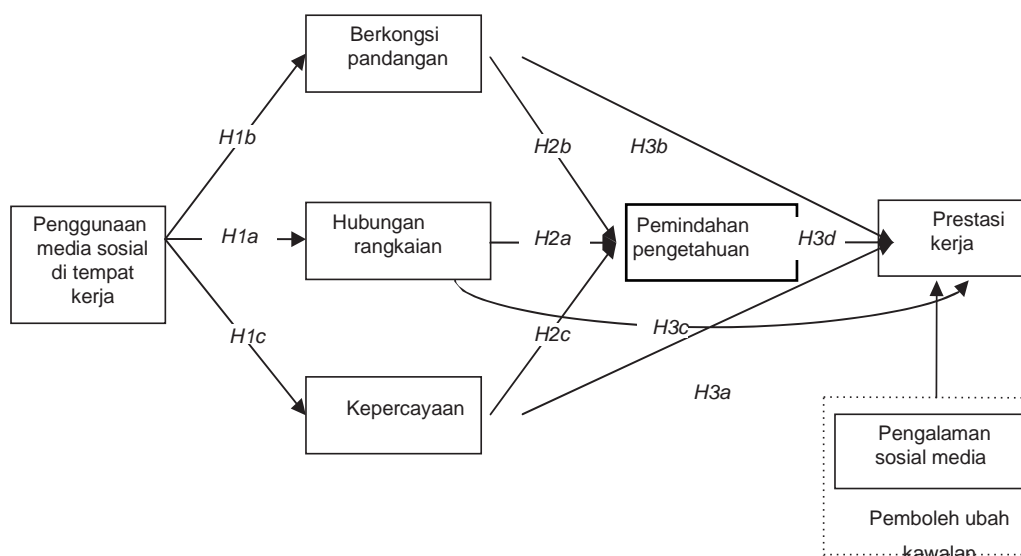 Berkongsi
pandangan
H1b
H2b
H3b
Penggunaan
media sosial
di tempat
kerja
H1a
Hubungan
rangkaian
H2a
Pemindahan
pengetahuan
H3d
Prestasi
kerja
H1c
H2c
H3c
Kepercayaan
H3a
Pengalaman
sosial media
Pemboleh ubah
kawalan